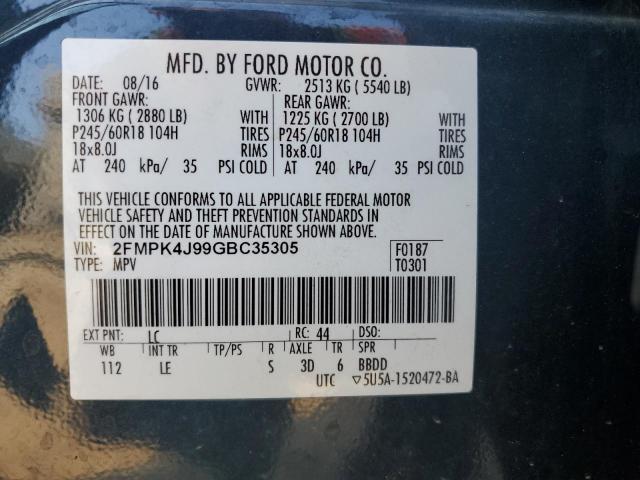 MFD. BY FORD MOTOR CO.
DATE: 08/16 GVWR: 2513 KG ( 5540 LB)
FRONT GAWR: REAR GAWR:
1306 KG ( 2880 LB) WITH 1225 KG ( 2700 LB) WITH
P245/60R18 104H TIRES P245/60R18 104H TIRES
18x8.0J RIMS 18x8.0J RIMS
AT 240 kPa/ 35 PSI COLD AT 240 kPa/ 35 PSI COLD
THIS VEHICLE CONFORMS TO ALL APPLICABLE FEDERAL MOTOR
VEHICLE SAFETY AND THEFT PREVENTION STANDARDS IN
EFFECT ON THE DATE OF MANUFACTURE SHOWN ABOVE.
VIN: 2FMPK4J99GBC35305 F0187
TYPE: MPV T0301
EXT PNT: LC RC: 44 DSO:
WB INT TR TP/PS R AXLE TR SPR
112 LE S 3D 6 BBDD
UTC ▽5U5A-1520472-BA